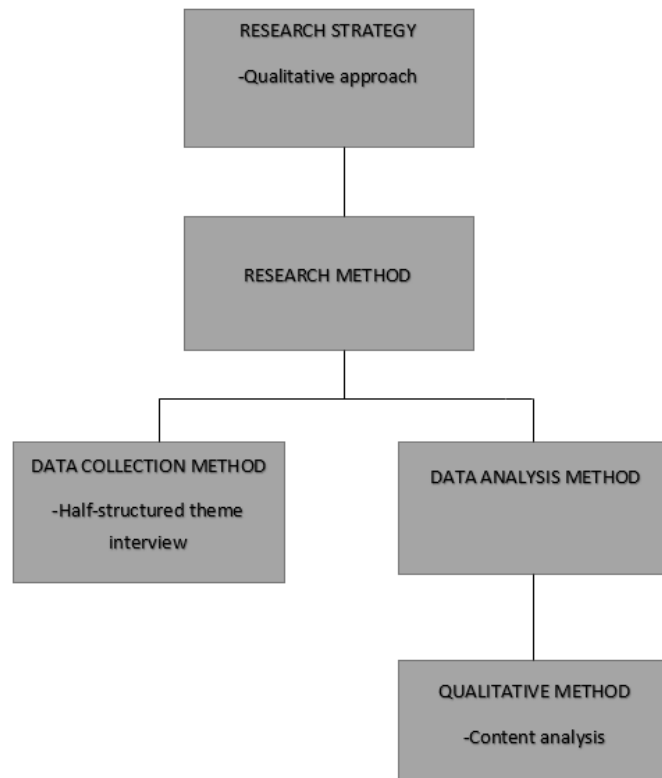 RESEARCH STRATEGY
-Qualitative approach
RESEARCH METHOD
DATA COLLECTION METHOD
-Half-structured theme
interview
DATA ANALYSIS METHOD
QUALITATIVE METHOD
-Content analysis